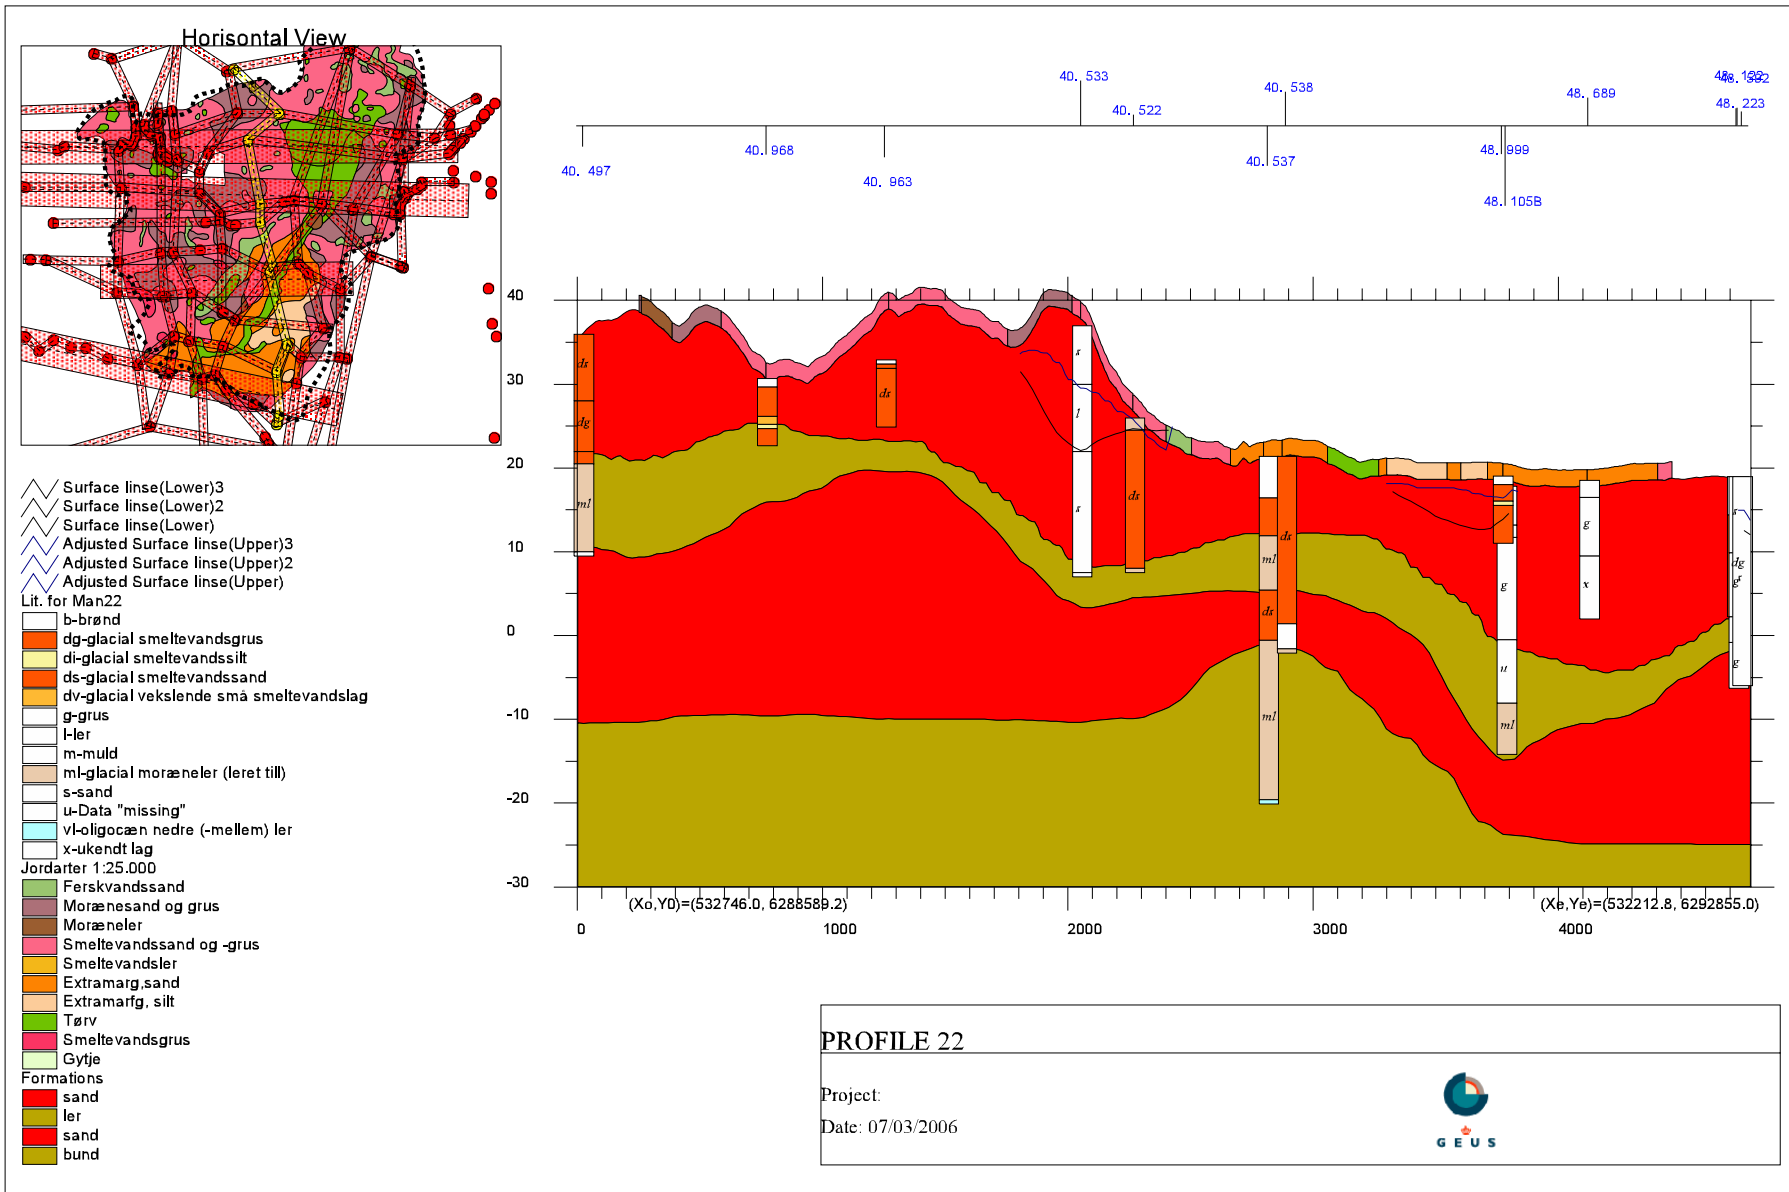 Horisontal View
40. 533
40. 538
48. 122
48. 689
48. 223
40. 522
40. 968
40. 537
48. 999
40. 497
40. 963
48. 105B
40
30
20
10
0
-10
-20
-30
ds
dg
ml
ds
s
l
s
ds
ml
ds
ml
ds
g
u
ml
g
x
s
dg
g
g
Surface linse(Lower)3
Surface linse(Lower)2
Surface linse(Lower)
Adjusted Surface linse(Upper)3
Adjusted Surface linse(Upper)2
Adjusted Surface linse(Upper)
Lit. for Man22
b-brønd
dg-glacial smeltevandsgrus
di-glacial smeltevandssilt
ds-glacial smeltevandssand
dv-glacial vekslende små smeltevandslag
g-grus
l-ler
m-muld
ml-glacial moræneler (leret till)
s-sand
u-Data "missing"
vl-oligocæn nedre (-mellem) ler
x-ukendt lag
Jordarter 1:25.000
Ferskvandssand
Morænesand og grus
Moræneler
Smeltevandssand og -grus
Smeltevandsler
Extramarg,sand
Extramarfg, silt
Tørv
Smeltevandsgrus
Gytje
Formations
sand
ler
sand
bund
(Xo,Y0)=(532746.0, 6288589.2)
(Xe,Ye)=(532212.8, 6292855.0)
0
1000
2000
3000
4000
PROFILE 22
Project:
Date: 07/03/2006
G E U S